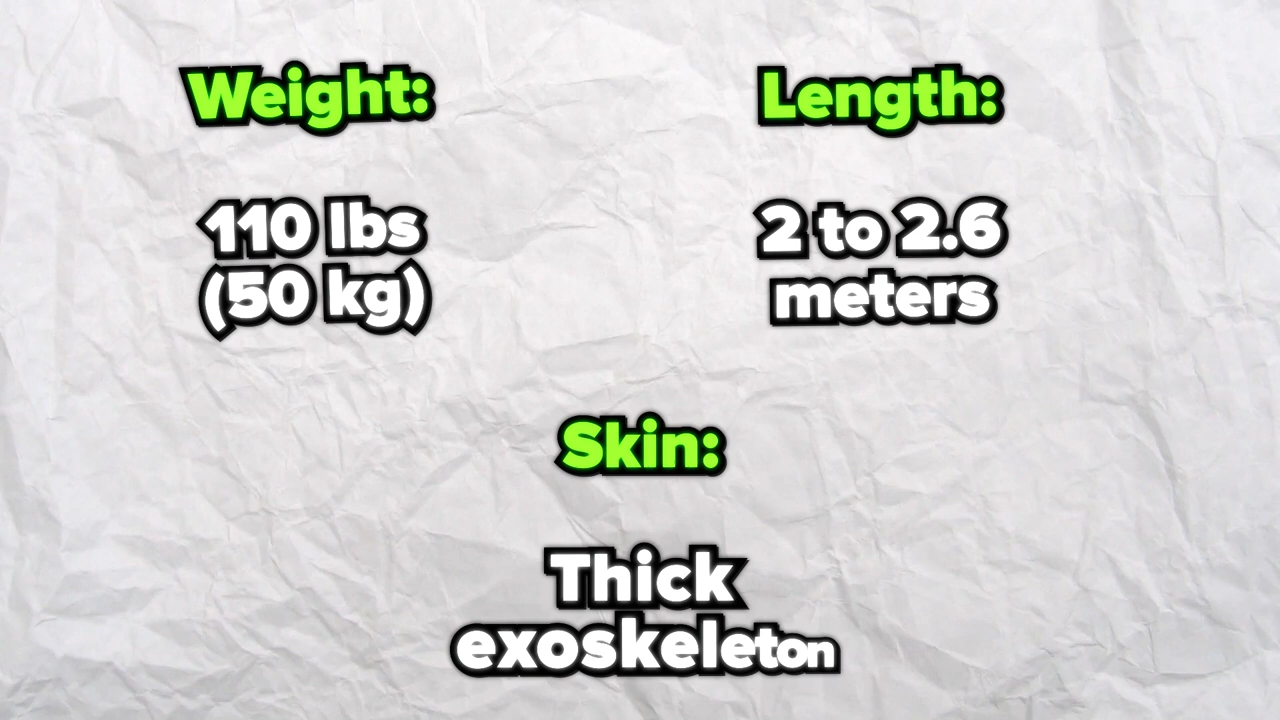 Weight:
Length:
110 lbs
(50 kg)
2 to 2.6
meters
Skin:
Thick
exoskeleton